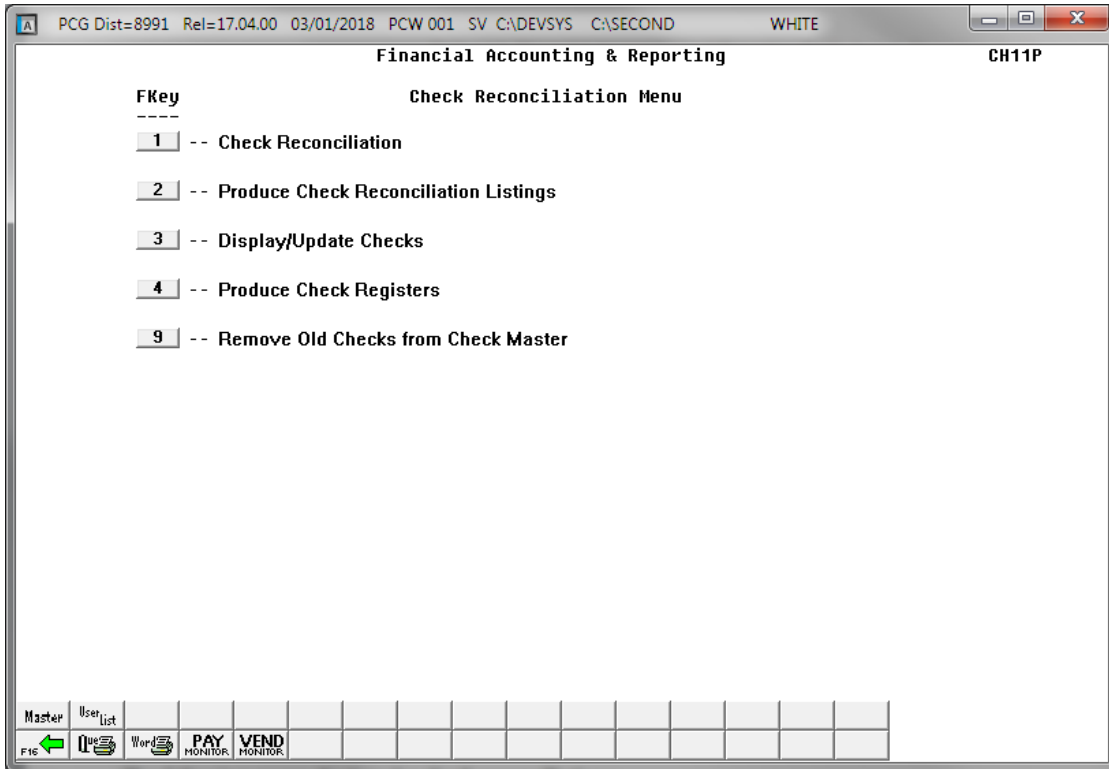 PCG Dist=8991 Rel=17.04.00 03/01/2018 PCW 001 SV C:\DEVSYS C:\SECOND WHITE
Financial Accounting & Reporting CH11P
FKey Check Reconciliation Menu
----
1 -- Check Reconciliation
2 -- Produce Check Reconciliation Listings
3 -- Display/Update Checks
4 -- Produce Check Registers
9 -- Remove Old Checks from Check Master
Master User List
F16 Que Word PAY MONITOR VEND MONITOR